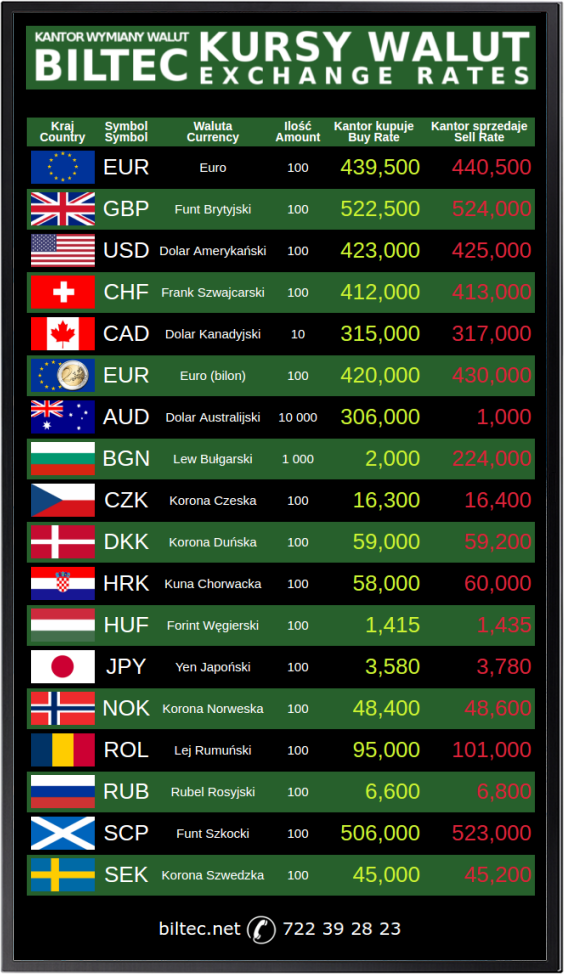 KANTOR WYMIANY WALUT
BILTEC
KURSY WALUT
EXCHANGE RATES
Kraj Symbol Waluta Ilość Kantor kupuje Kantor sprzedaje
Country Symbol Currency Amount Buy Rate Sell Rate
EUR Euro 100 439,500 440,500
GBP Funt Brytyjski 100 522,500 524,000
USD Dolar Amerykański 100 423,000 425,000
CHF Frank Szwajcarski 100 412,000 413,000
CAD Dolar Kanadyjski 10 315,000 317,000
EUR Euro (bilon) 100 420,000 430,000
AUD Dolar Australijski 10 000 306,000 1,000
BGN Lew Bułgarski 1 000 2,000 224,000
CZK Korona Czeska 100 16,300 16,400
DKK Korona Duńska 100 59,000 59,200
HRK Kuna Chorwacka 100 58,000 60,000
HUF Forint Węgierski 100 1,415 1,435
JPY Yen Japoński 100 3,580 3,780
NOK Korona Norweska 100 48,400 48,600
ROL Lej Rumuński 100 95,000 101,000
RUB Rubel Rosyjski 100 6,600 6,800
SCP Funt Szkocki 100 506,000 523,000
SEK Korona Szwedzka 100 45,000 45,200
biltec.net 722 39 28 23